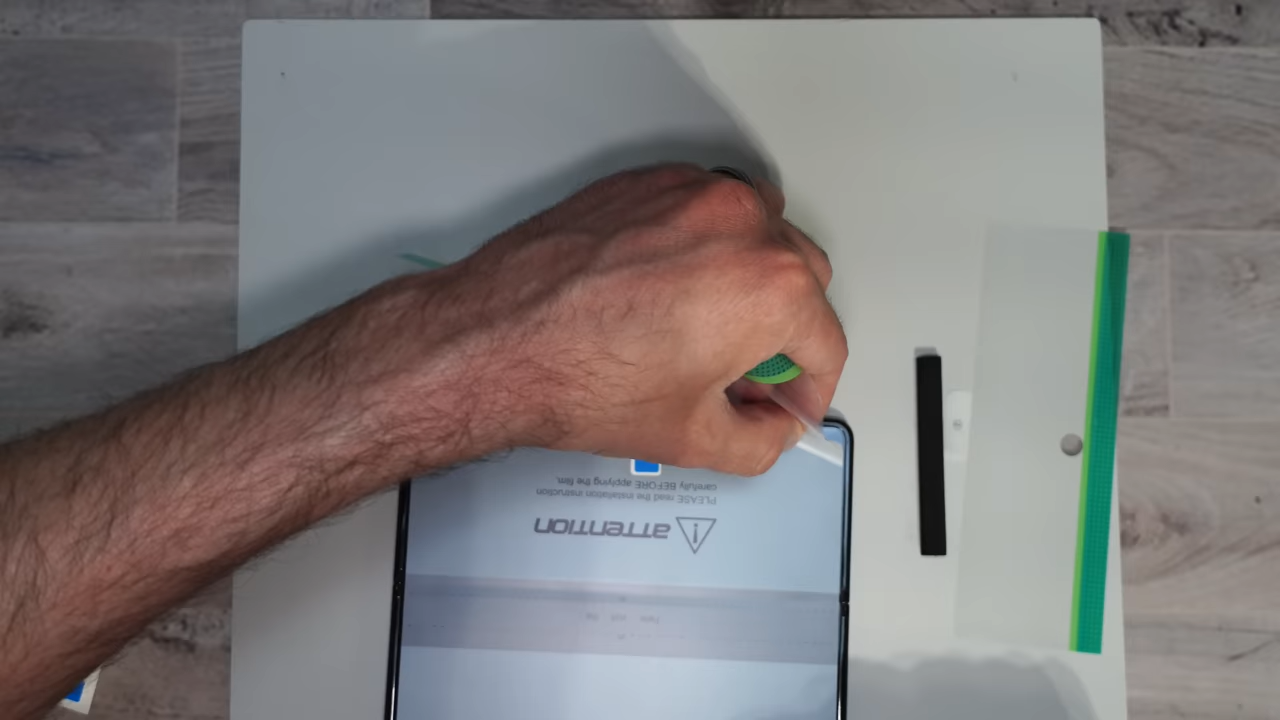 attention
PLEASE read the installation instruction
carefully BEFORE applying the film.